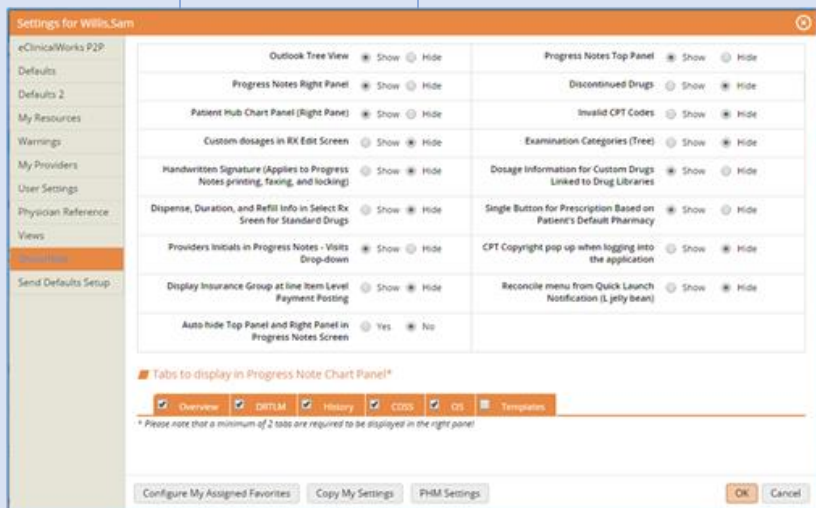 Settings for Willis,Sam
eClinicalWorks P2P
Defaults
Defaults 2
My Resources
Warnings
My Providers
User Settings
Physician Reference
Views
Show/Hide
Send Defaults Setup
Outlook Tree View Show Hide
Progress Notes Top Panel Show Hide
Progress Notes Right Panel Show Hide
Discontinued Drugs Show Hide
Patient Hub Chart Panel (Right Pane) Show Hide
Invalid CPT Codes Show Hide
Custom dosages in RX Edit Screen Show Hide
Examination Categories (Tree) Show Hide
Handwritten Signature (Applies to Progress
Notes printing, faxing, and locking) Show Hide
Dosage Information for Custom Drugs
Linked to Drug Libraries Show Hide
Dispense, Duration, and Refill Info in Select Rx
Sreen for Standard Drugs Show Hide
Single Button for Prescription Based on
Patient's Default Pharmacy Show Hide
Providers Initials in Progress Notes - Visits
Drop-down Show Hide
CPT Copyright pop up when logging into
the application Show Hide
Display Insurance Group at line Item Level
Payment Posting Show Hide
Reconcile menu from Quick Launch
Notification (L jelly bean) Show Hide
Auto hide Top Panel and Right Panel in
Progress Notes Screen Yes No
Tabs to display in Progress Note Chart Panel*
Overview DRTLM History CDSS OS Templates
* Please note that a minimum of 2 tabs are required to be displayed in the right panel
Configure My Assigned Favorites Copy My Settings PHM Settings OK Cancel